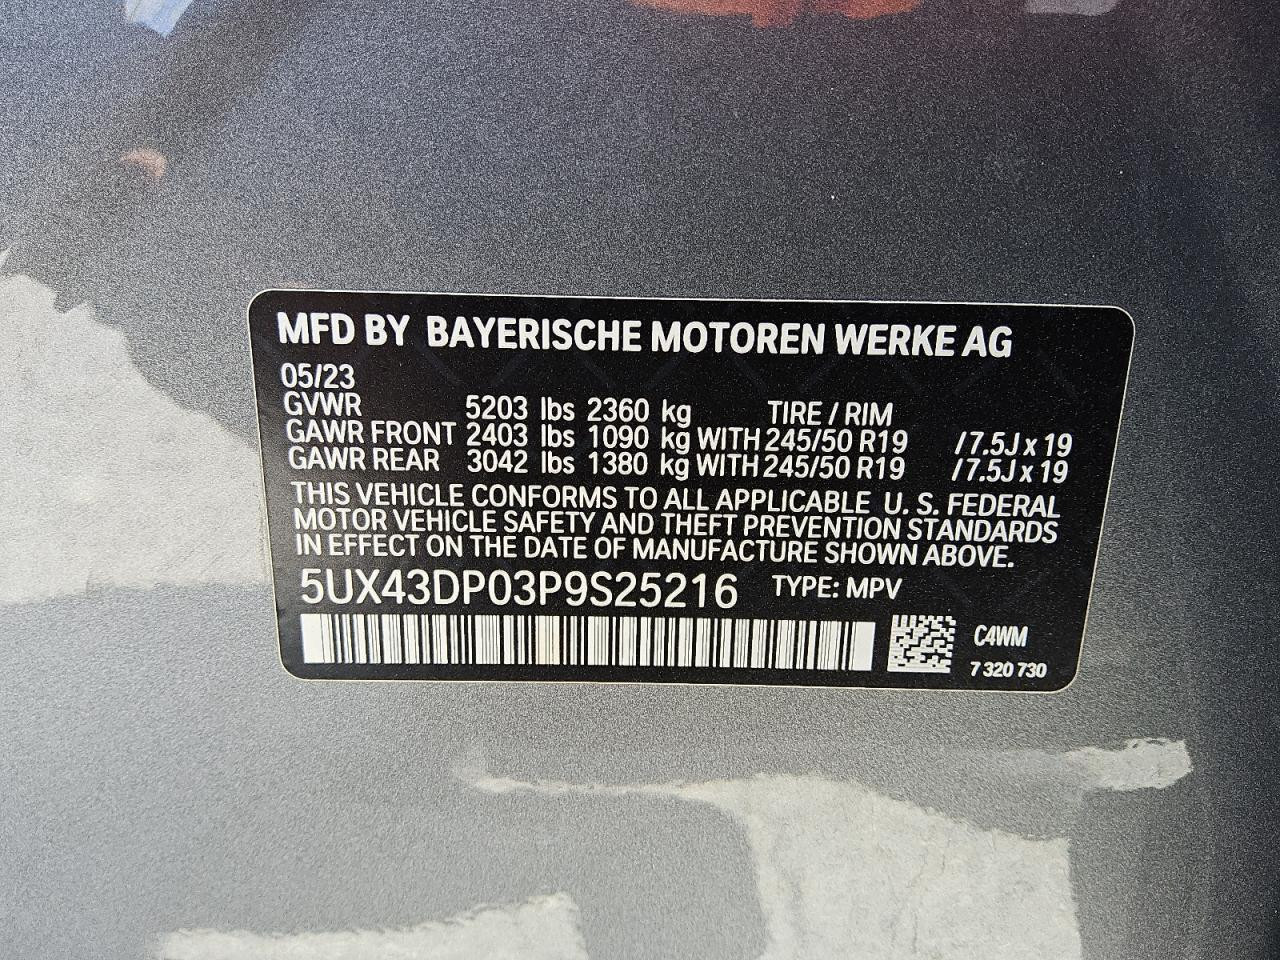 MFD BY BAYERISCHE MOTOREN WERKE AG
05/23
GVWR 5203 lbs 2360 kg TIRE / RIM
GAWR FRONT 2403 lbs 1090 kg WITH 245/50 R19 /7.5J x 19
GAWR REAR 3042 lbs 1380 kg WITH 245/50 R19 /7.5J x 19
THIS VEHICLE CONFORMS TO ALL APPLICABLE U. S. FEDERAL
MOTOR VEHICLE SAFETY AND THEFT PREVENTION STANDARDS
IN EFFECT ON THE DATE OF MANUFACTURE SHOWN ABOVE.
5UX43DP03P9S25216 TYPE: MPV
C4WM
7 320 730